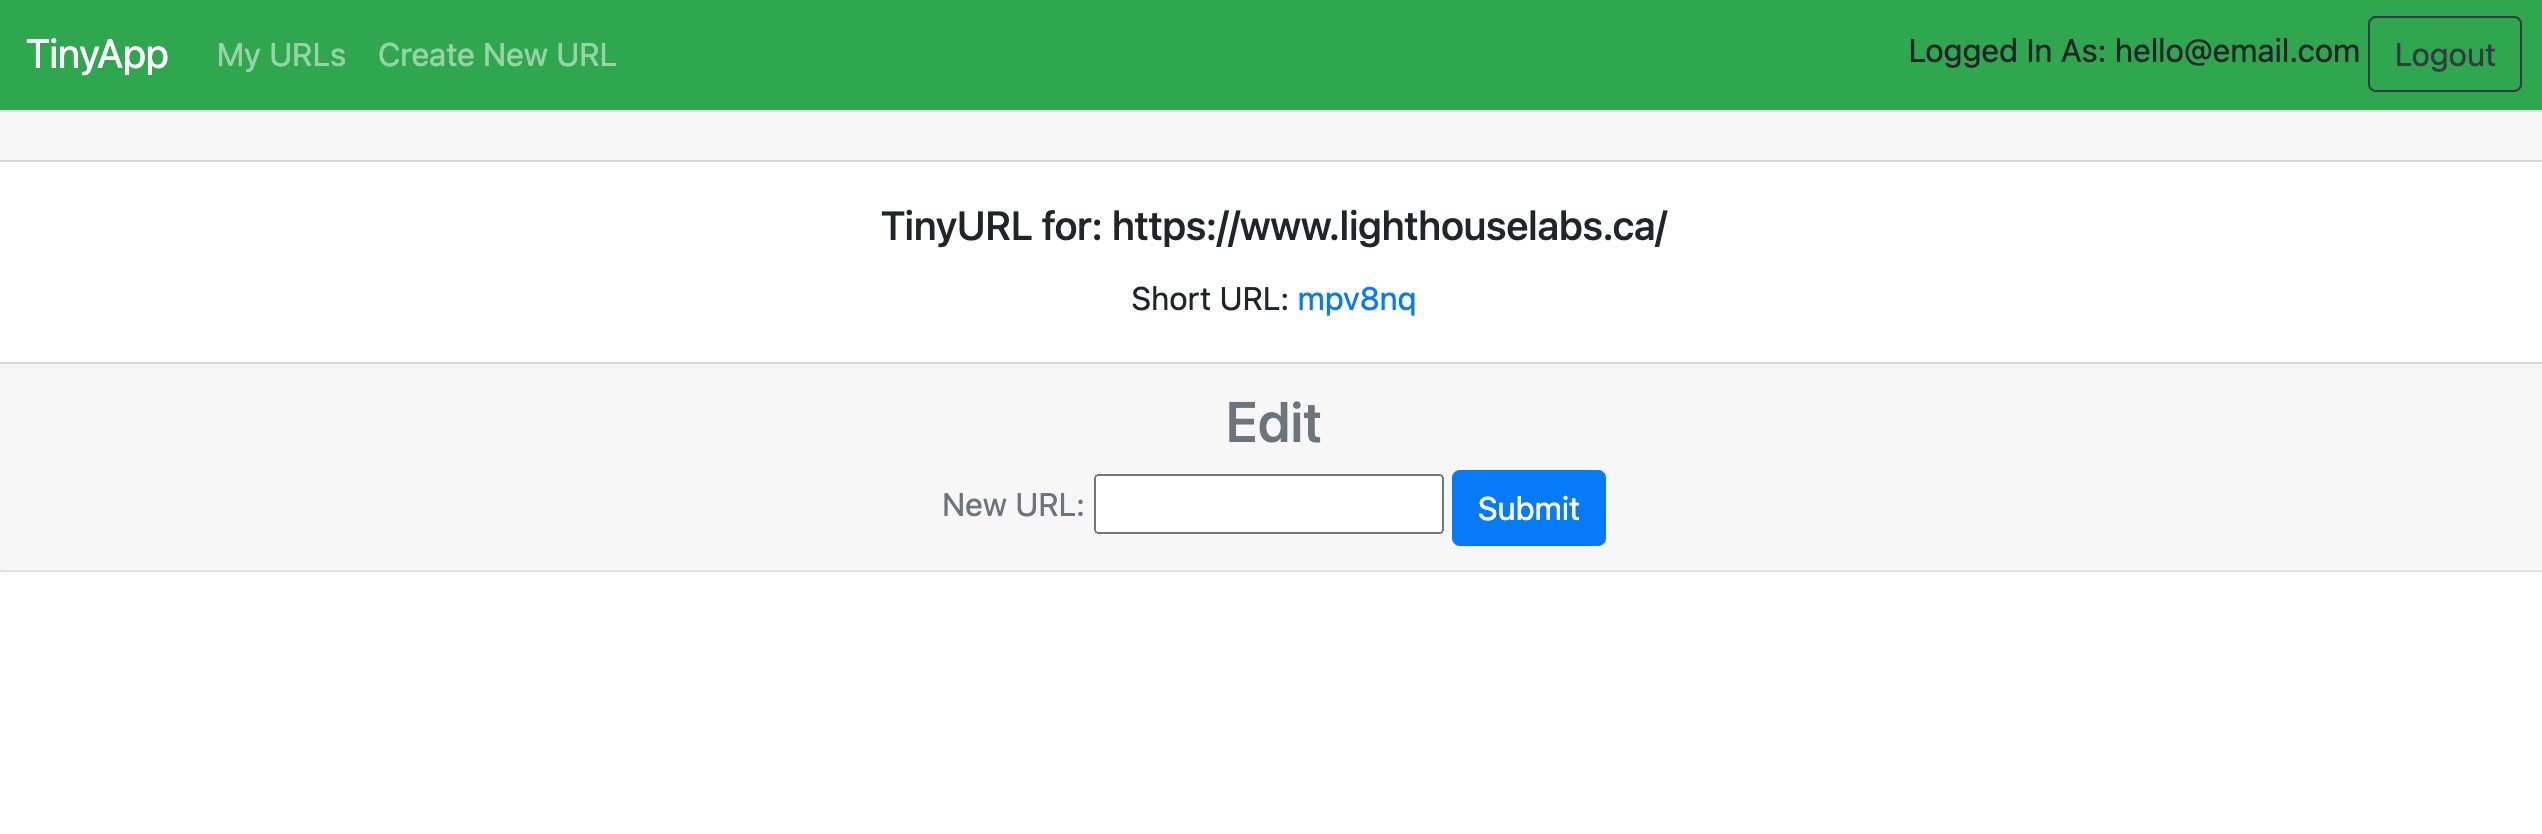 TinyApp My URLs Create New URL Logged In As: hello@email.com Logout
TinyURL for: https://www.lighthouselabs.ca/
Short URL: mpv8nq
Edit
New URL: Submit